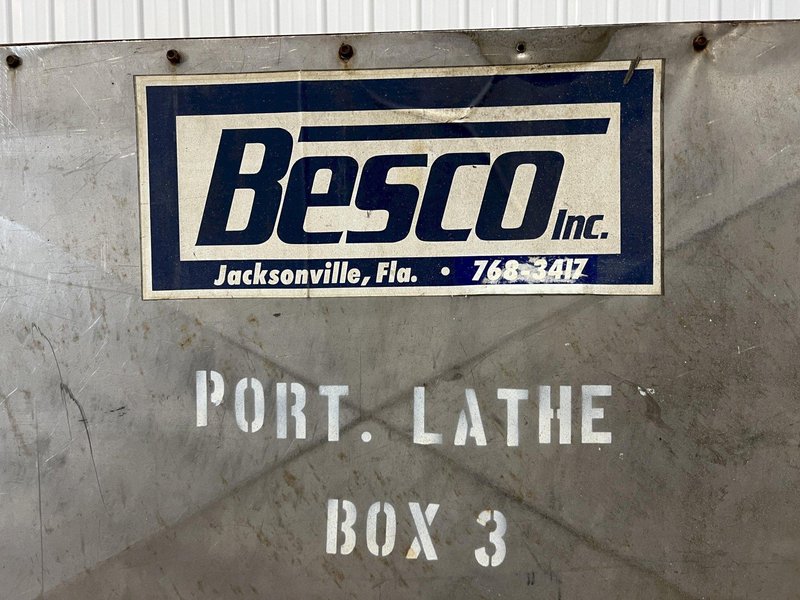 Besco Inc.
Jacksonville, Fla. • 768-3417
PORT. LATHE
BOX 3